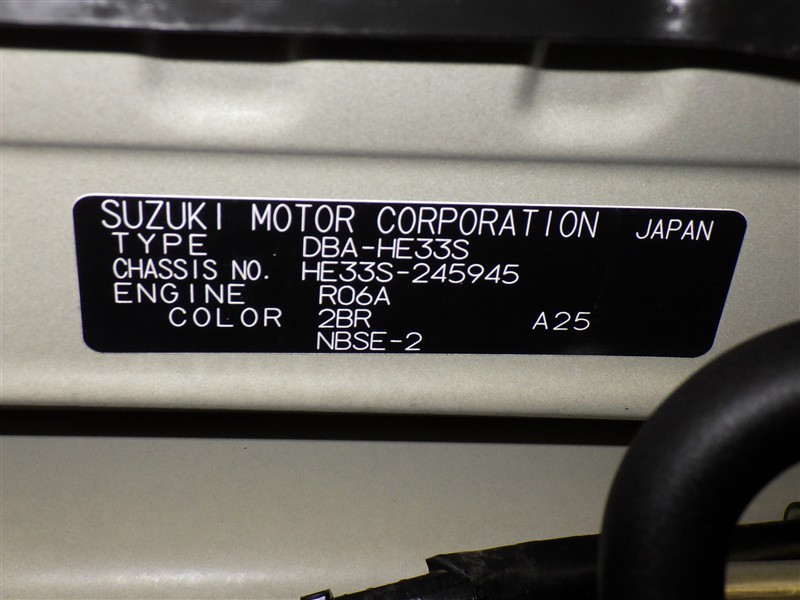 SUZUKI MOTOR CORPORATION JAPAN
TYPE DBA-HE33S
CHASSIS NO. HE33S-245945
ENGINE R06A
COLOR 2BR A25
NBSE-2